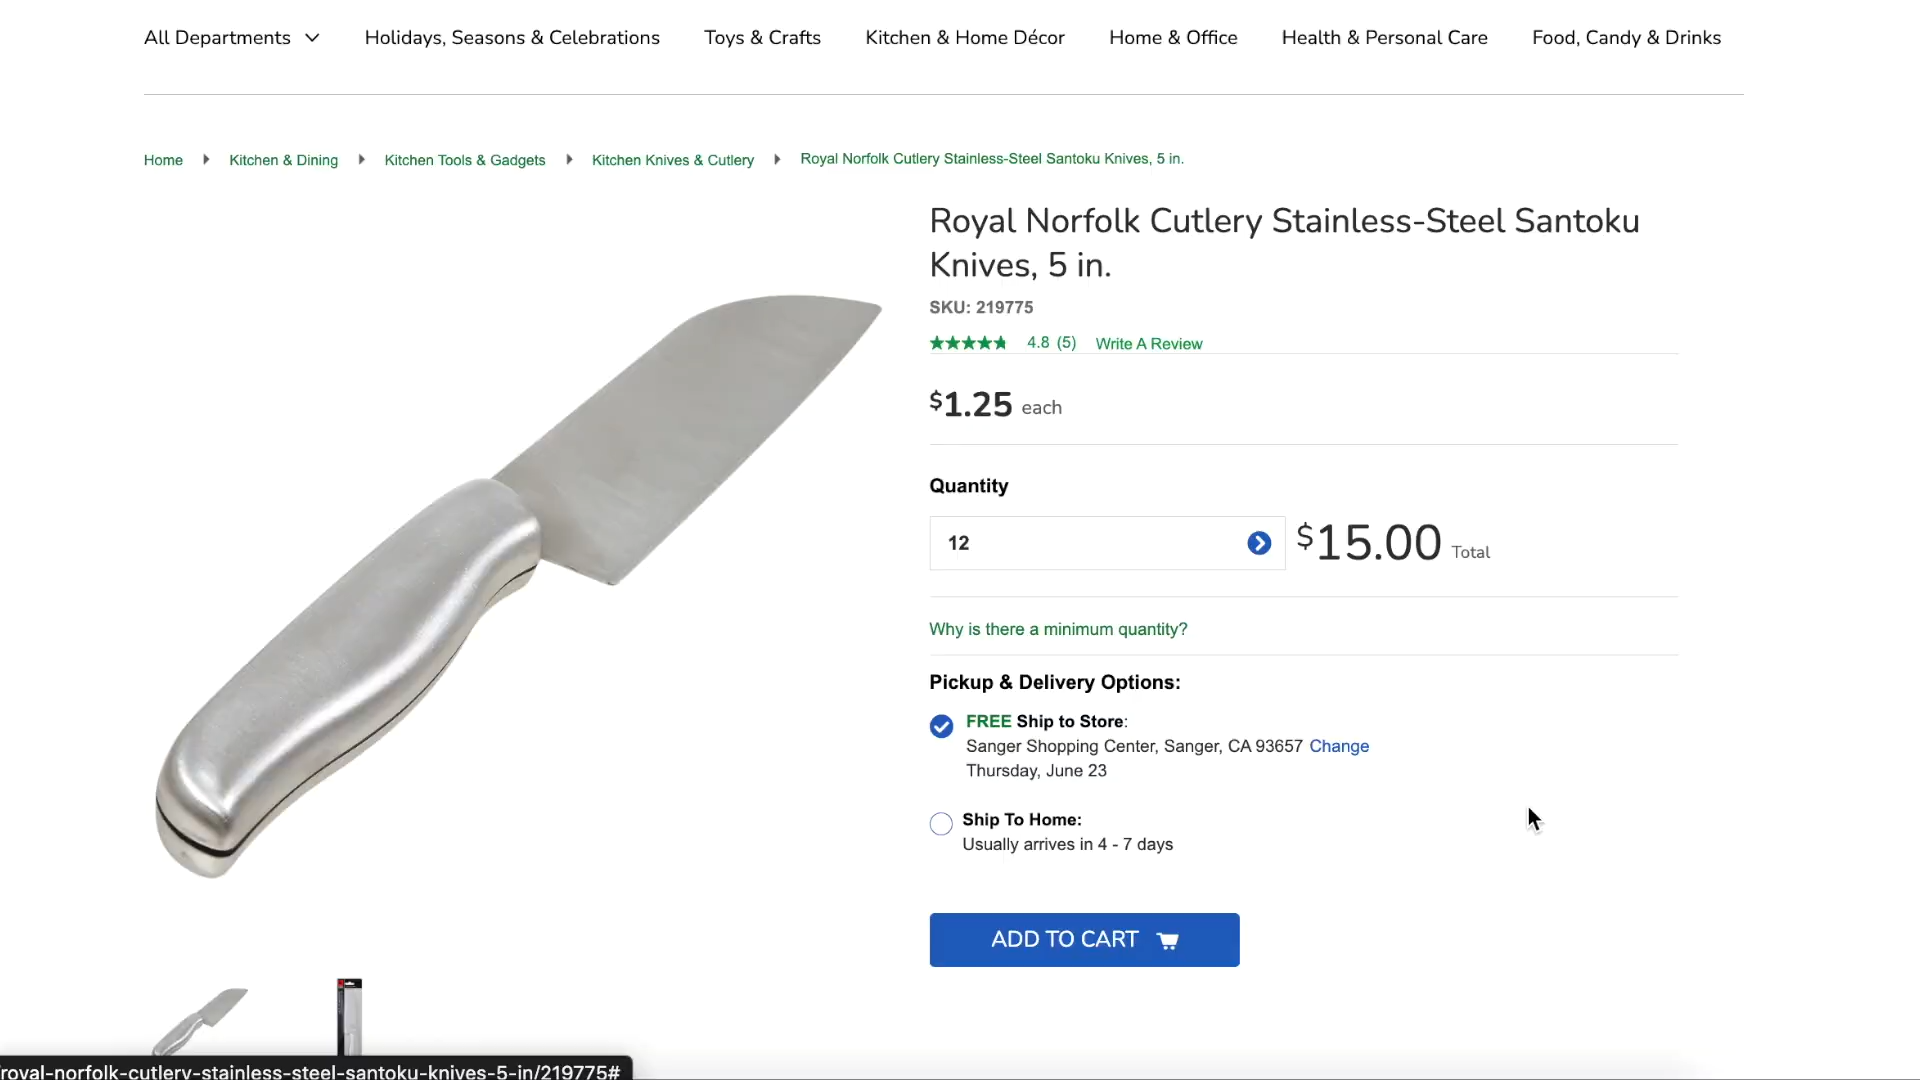 All Departments Holidays, Seasons & Celebrations Toys & Crafts Kitchen & Home Décor Home & Office Health & Personal Care Food, Candy & Drinks
Home Kitchen & Dining Kitchen Tools & Gadgets Kitchen Knives & Cutlery Royal Norfolk Cutlery Stainless-Steel Santoku Knives, 5 in.
Royal Norfolk Cutlery Stainless-Steel Santoku
Knives, 5 in.
SKU: 219775
4.8 (5) Write A Review
$1.25 each
Quantity
12 $15.00 Total
Why is there a minimum quantity?
Pickup & Delivery Options:
FREE Ship to Store:
Sanger Shopping Center, Sanger, CA 93657 Change
Thursday, June 23
Ship To Home:
Usually arrives in 4 - 7 days
ADD TO CART
royal-norfolk-cutlery-stainless-steel-santoku-knives-5-in/219775#